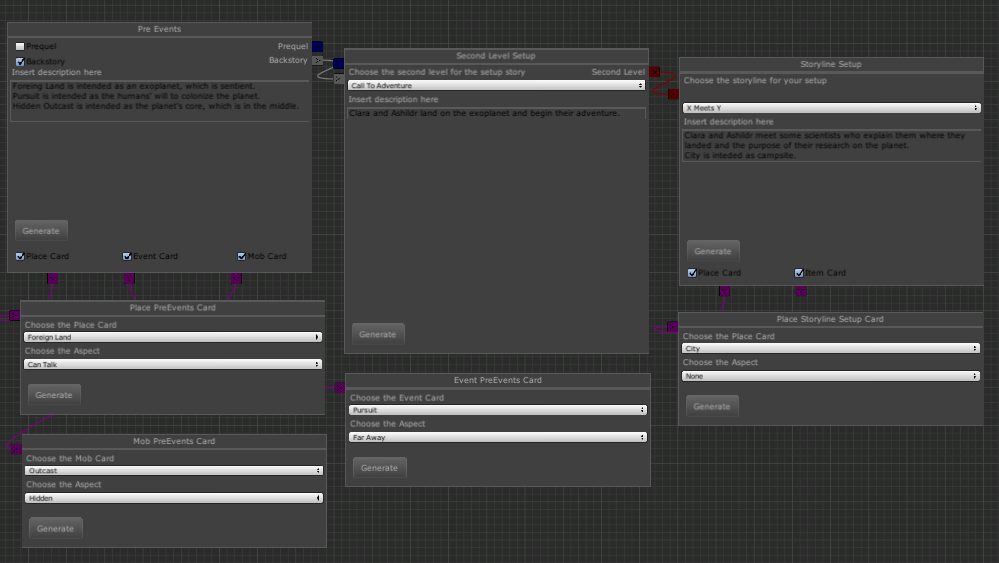 Pre Events
Prequel
Prequel
Backstory
Backstory
Insert description here
Foreing Land is intended as an exoplanet, which is sentient.
Pursuit is intended as the humans' will to colonize the planet.
Hidden Outcast is intended as the planet's core, which is in the middle.
Generate
Place Card
Event Card
Mob Card
Second Level Setup
Choose the second level for the setup story
Second Level
Call To Adventure
Insert description here
Clara and Ashildr land on the exoplanet and begin their adventure.
Generate
Storyline Setup
Choose the storyline for your setup
X Meets Y
Insert description here
Clara and Ashildr meet some scientists who explain them where they
landed and the purpose of their research on the planet.
City is inteded as campsite.
Generate
Place Card
Item Card
Place PreEvents Card
Choose the Place Card
Foreign Land
Choose the Aspect
Can Talk
Generate
Mob PreEvents Card
Choose the Mob Card
Outcast
Choose the Aspect
Hidden
Generate
Event PreEvents Card
Choose the Event Card
Pursuit
Choose the Aspect
Far Away
Generate
Place Storyline Setup Card
Choose the Place Card
City
Choose the Aspect
None
Generate